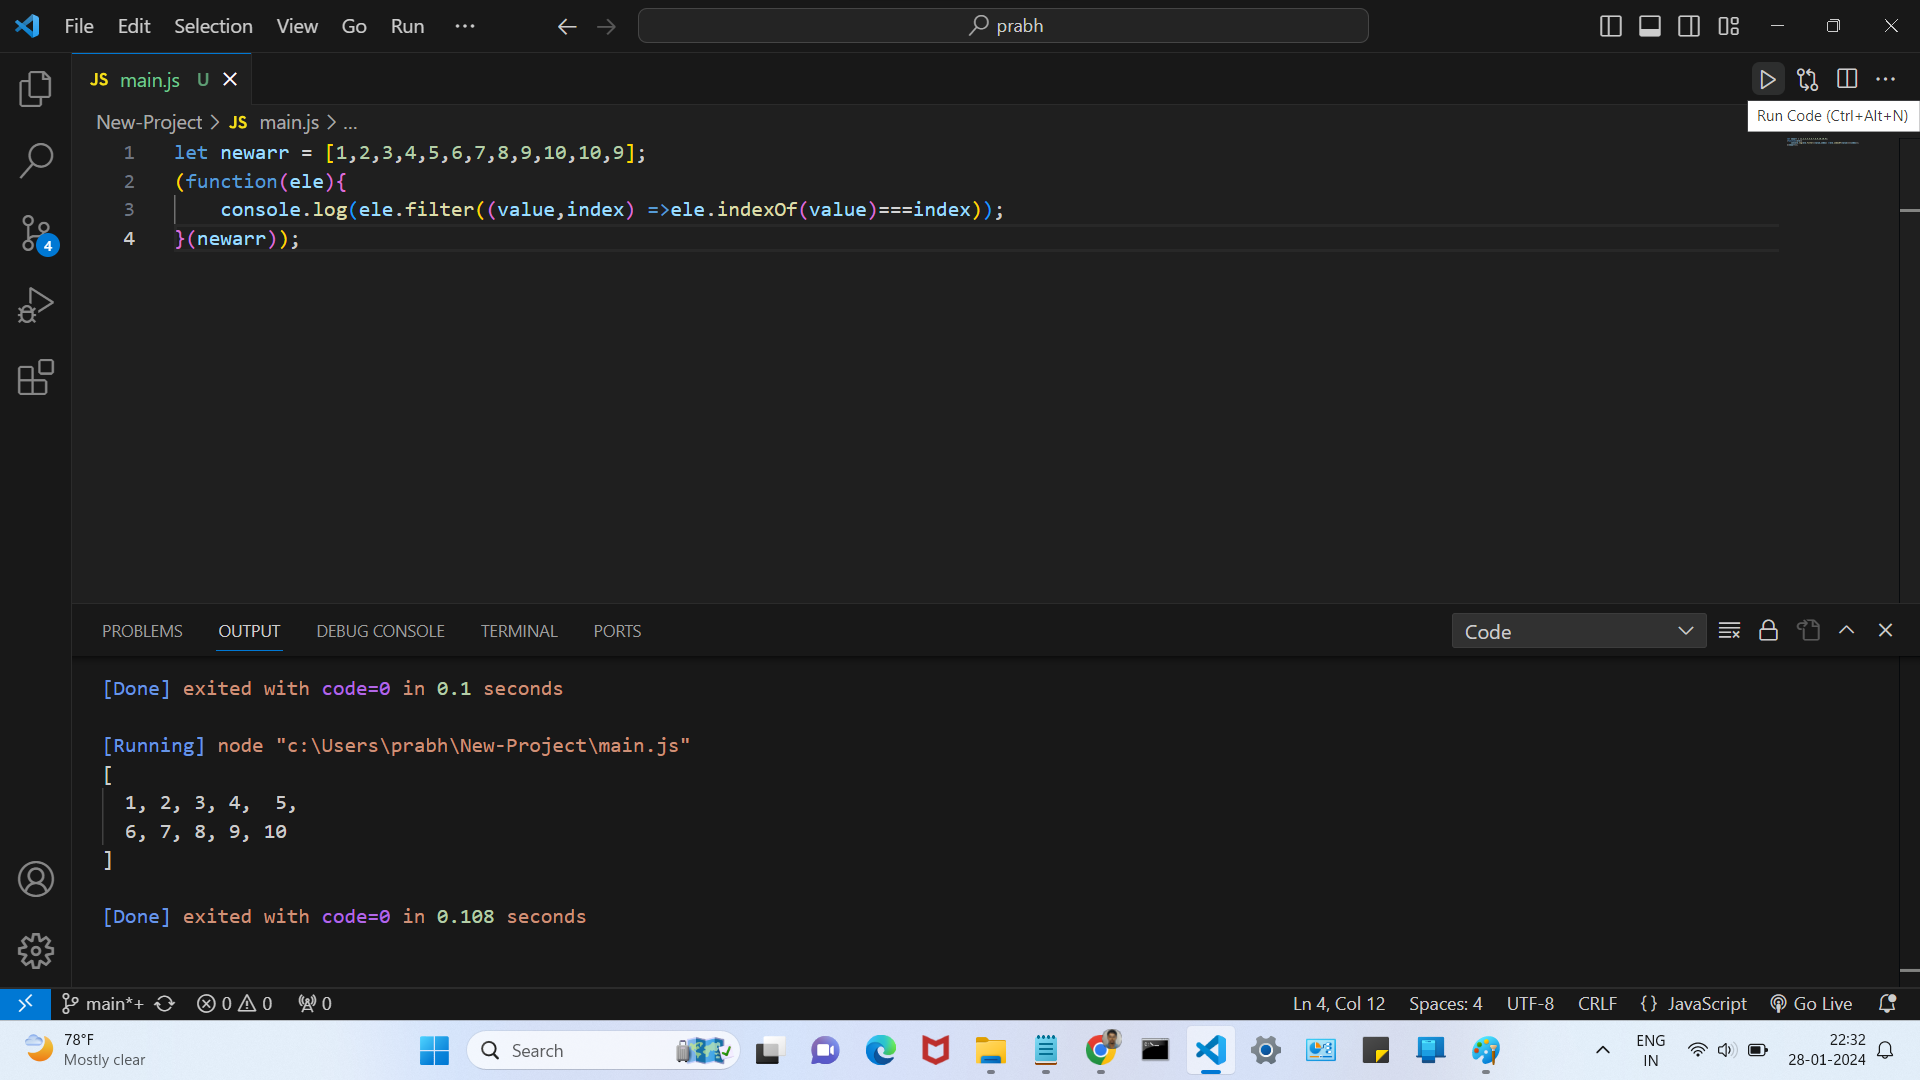 File Edit Selection View Go Run ···
prabh
JS main.js U
Run Code (Ctrl+Alt+N)
New-Project > JS main.js > ...
1 let newarr = [1,2,3,4,5,6,7,8,9,10,10,9];
2 (function(ele){
3 console.log(ele.filter((value,index) =>ele.indexOf(value)===index));
4 }(newarr));
4
PROBLEMS OUTPUT DEBUG CONSOLE TERMINAL PORTS
Code
[Done] exited with code=0 in 0.1 seconds
[Running] node "c:\Users\prabh\New-Project\main.js"
[
1, 2, 3, 4, 5,
6, 7, 8, 9, 10
]
[Done] exited with code=0 in 0.108 seconds
main*+ 0 0 0 Ln 4, Col 12 Spaces: 4 UTF-8 CRLF {} JavaScript Go Live
78°F
Mostly clear
Search
ENG
IN
22:32
28-01-2024